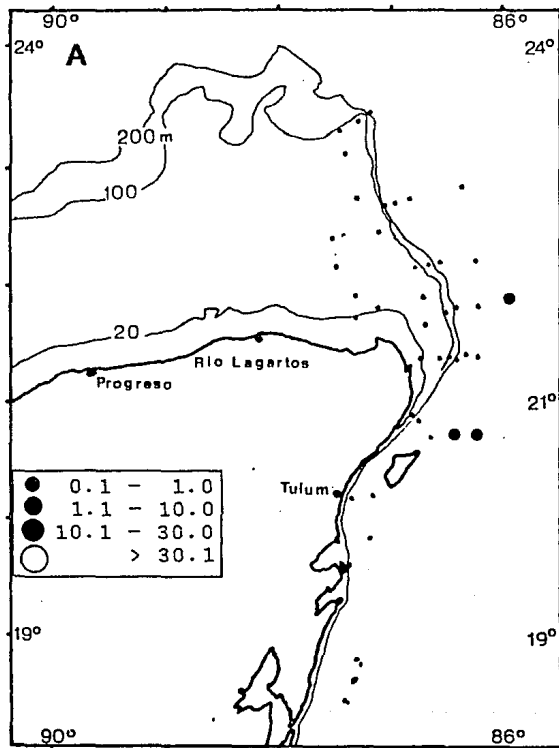 90° 86°
24° A 24°
200 m
100
20
Rio Lagartos
Progreso
21°
Tulum
0.1 - 1.0
1.1 - 10.0
10.1 - 30.0
> 30.1
19° 19°
90° 86°